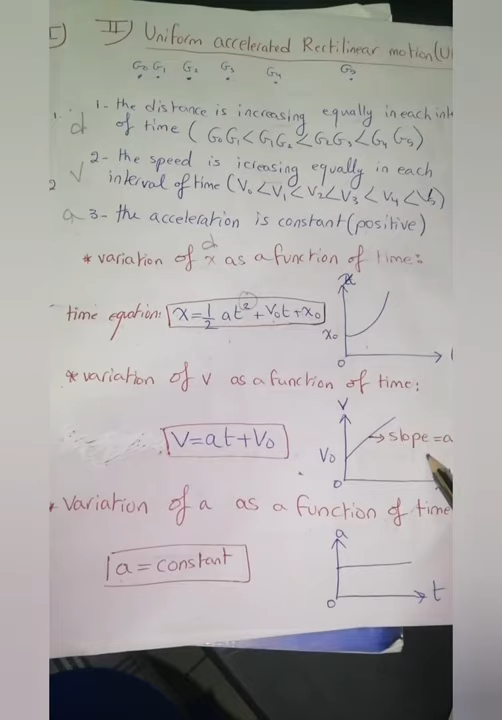 I)
II) Uniform accelerated Rectilinear motion(U
G₀ G₁ G₂ G₃ G₄ G₅
1. 1- the distance is increasing equally in each int
d of time (G₀G₁<G₁G₂<G₂G₃<G₄G₅)
V 2- the speed is icreasing equally in each
2 interval of time (V₀<V₁<V₂<V₃<V₄<V₅)
a 3- the acceleration is constant(positive)
d
* variation of x as a function of time:
x
time equation: x=½at²+V₀t+x₀
x₀
0
* variation of v as a function of time:
V
V=at+V₀
slope=a
V₀
0
* Variation of a as a function of time
a
a=constant
0 t